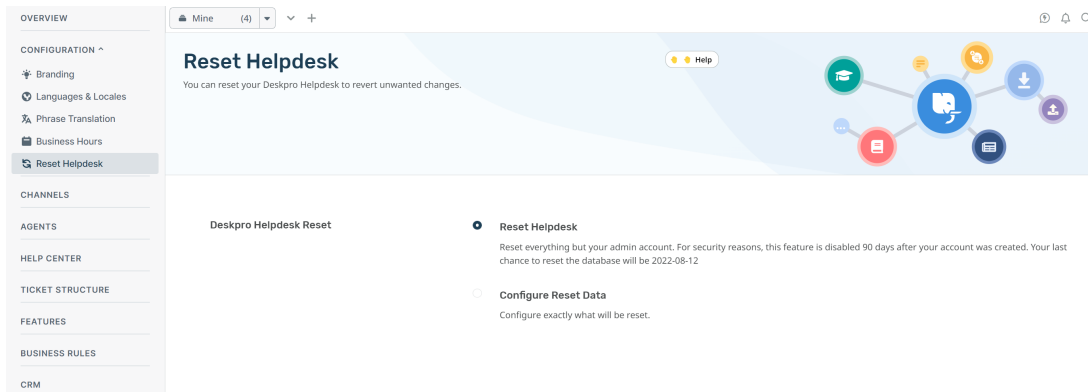 OVERVIEW
Mine (4)
CONFIGURATION
Reset Helpdesk
Help
You can reset your Deskpro Helpdesk to revert unwanted changes.
Branding
Languages & Locales
Phrase Translation
Business Hours
Reset Helpdesk
CHANNELS
AGENTS
HELP CENTER
TICKET STRUCTURE
FEATURES
BUSINESS RULES
CRM
Deskpro Helpdesk Reset
Reset Helpdesk
Reset everything but your admin account. For security reasons, this feature is disabled 90 days after your account was created. Your last
chance to reset the database will be 2022-08-12
Configure Reset Data
Configure exactly what will be reset.